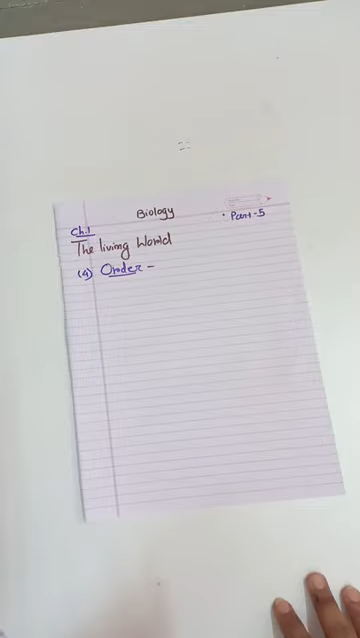 Biology
• Part-5
Ch.1
The living World
(4) Order –